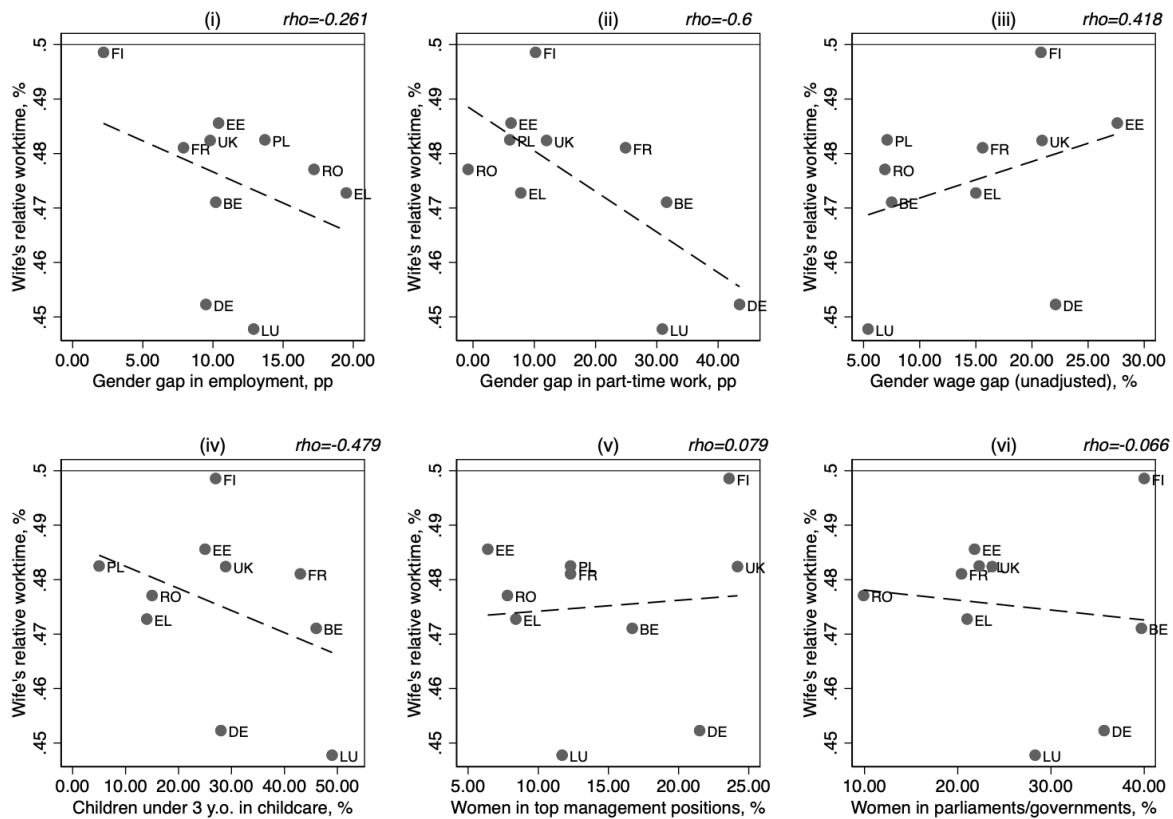 (i) rho=-0.261
Wife's relative worktime, %
.5
.49
.48
.47
.46
.45
FI
EE
UK
PL
FR
RO
EL
BE
DE
LU
0.00 10.00 20.00
Gender gap in employment, pp
(ii) rho=-0.6
Wife's relative worktime, %
.5
.49
.48
.47
.46
.45
FI
EE
PL
UK
FR
RO
EL
BE
DE
LU
0.00 10.00 20.00 30.00 40.00
Gender gap in part-time work, pp
(iii) rho=0.418
Wife's relative worktime, %
.5
.49
.48
.47
.46
.45
FI
EE
PL
UK
FR
RO
EL
BE
DE
LU
5.00 10.00 15.00 20.00 25.00 30.00
Gender wage gap (unadjusted), %
(iv) rho=-0.479
Wife's relative worktime, %
.5
.49
.48
.47
.46
.45
FI
EE
PL
UK
FR
RO
EL
BE
DE
LU
0.00 10.00 20.00 30.00 40.00 50.00
Children under 3 y.o. in childcare, %
(v) rho=0.079
Wife's relative worktime, %
.5
.49
.48
.47
.46
.45
FI
EE
PL
UK
FR
RO
EL
BE
DE
LU
5.00 10.00 15.00 20.00 25.00
Women in top management positions, %
(vi) rho=-0.066
Wife's relative worktime, %
.5
.49
.48
.47
.46
.45
FI
EE
UK
FR
RO
EL
BE
DE
LU
10.00 20.00 30.00 40.00
Women in parliaments/governments, %